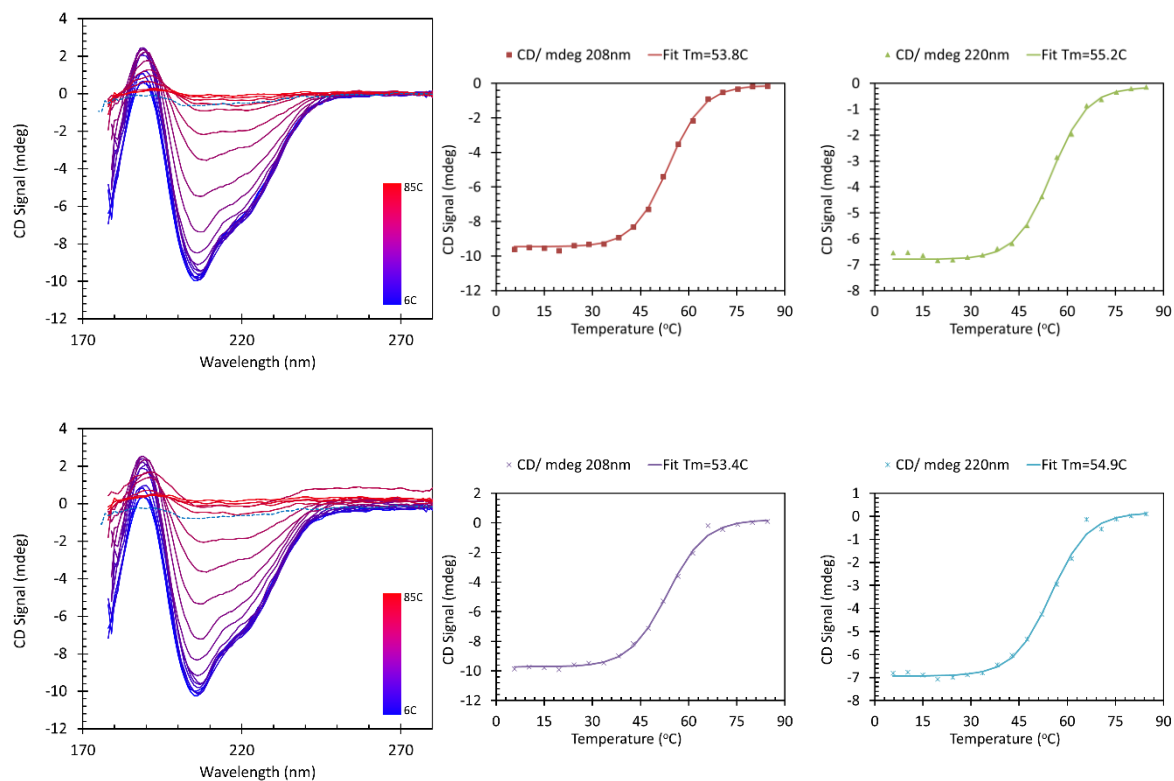 CD/ mdeg 208nm Fit Tm=53.8C
CD/ mdeg 220nm Fit Tm=55.2C
4
2
0
-2
-4
-6
-8
-10
-12
CD Signal (mdeg)
85C
6C
170 220 270
Wavelength (nm)
0
-2
-4
-6
-8
-10
-12
CD Signal (mdeg)
0 15 30 45 60 75 90
Temperature (°C)
0
-1
-2
-3
-4
-5
-6
-7
-8
CD Signal (mdeg)
0 15 30 45 60 75 90
Temperature (°C)
CD/ mdeg 208nm Fit Tm=53.4C
CD/ mdeg 220nm Fit Tm=54.9C
4
2
0
-2
-4
-6
-8
-10
-12
CD Signal (mdeg)
85C
6C
170 220 270
Wavelength (nm)
2
0
-2
-4
-6
-8
-10
-12
CD Signal (mdeg)
0 15 30 45 60 75 90
Temperature (°C)
1
0
-1
-2
-3
-4
-5
-6
-7
-8
CD Signal (mdeg)
0 15 30 45 60 75 90
Temperature (°C)